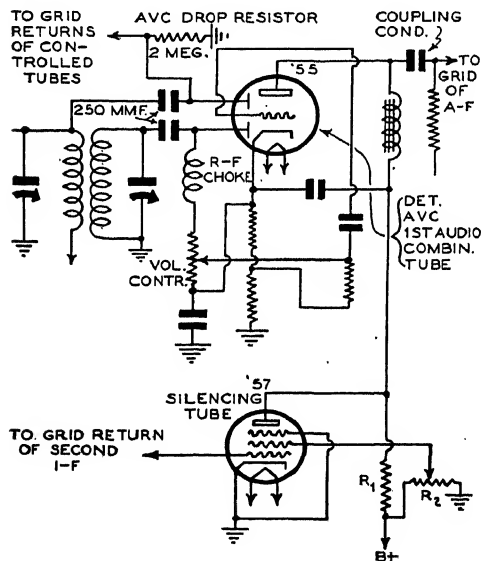 TO GRID
RETURNS
OF CON-
TROLLED
TUBES
AVC DROP RESISTOR
2 MEG.
COUPLING
COND.
'55
TO
GRID
OF
A-F
250 MMF.
R-F
CHOKE
VOL.
CONTR.
DET.
AVC
1ST AUDIO
COMBIN.
TUBE
'57
SILENCING
TUBE
TO. GRID RETURN
OF SECOND
I-F
R1
R2
B+